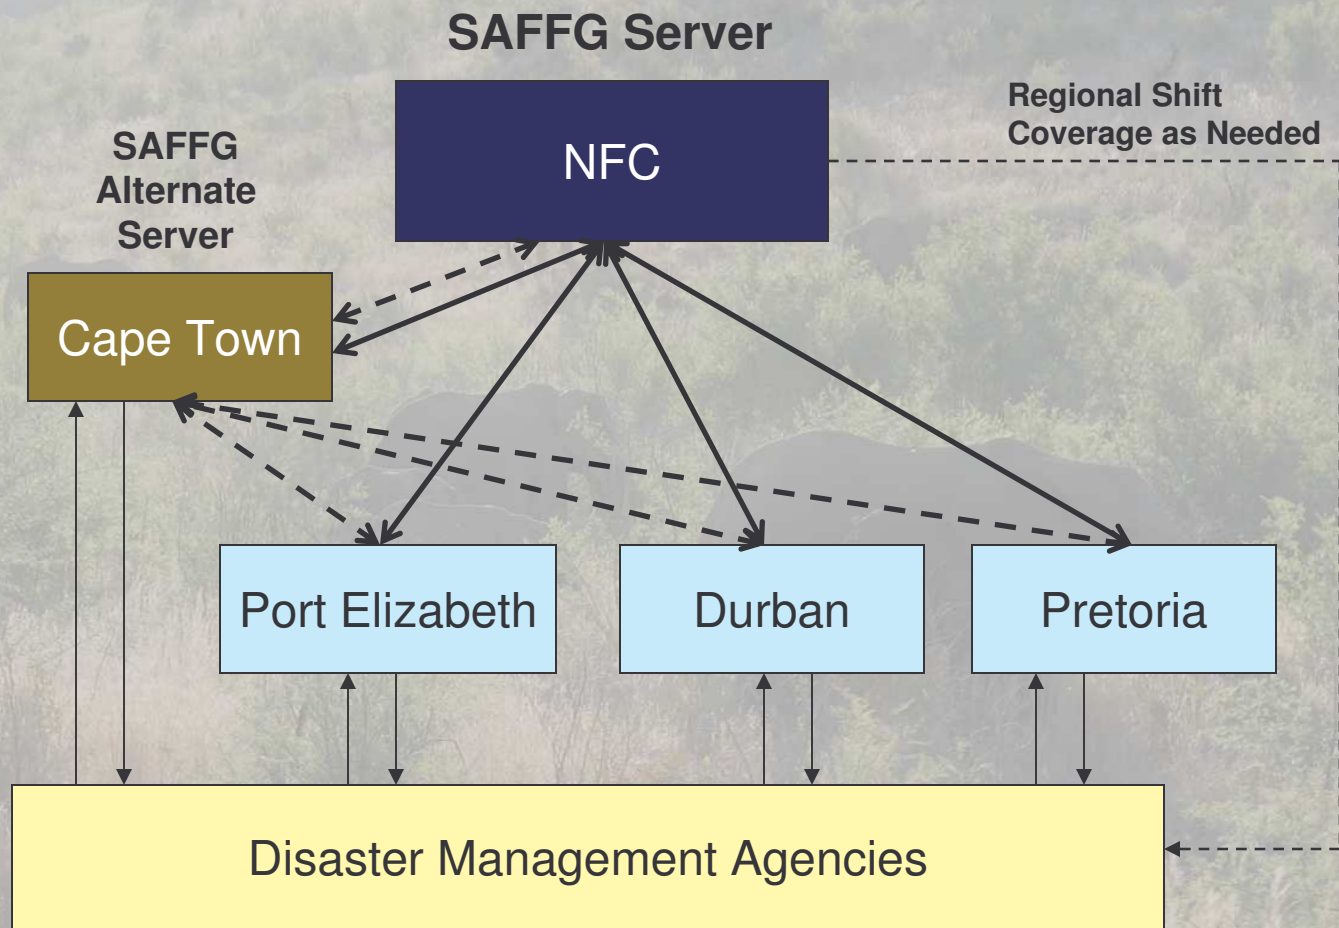 SAFFG Server
NFC
Regional Shift
Coverage as Needed
SAFFG
Alternate
Server
Cape Town
Port Elizabeth
Durban
Pretoria
Disaster Management Agencies